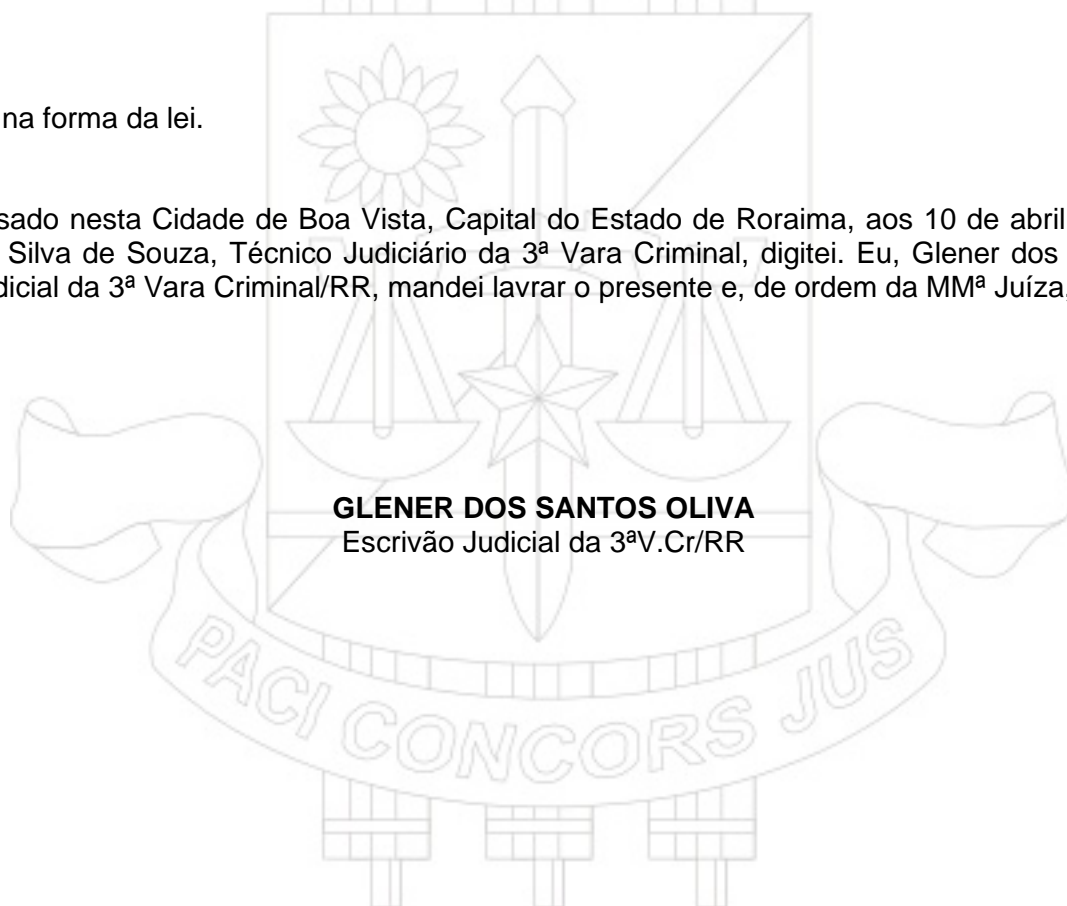 na forma da lei.
sado nesta Cidade de Boa Vista, Capital do Estado de Roraima, aos 10 de abril
Silva de Souza, Técnico Judiciário da 3ª Vara Criminal, digitei. Eu, Glener dos
dicial da 3ª Vara Criminal/RR, mandei lavrar o presente e, de ordem da MMª Juíza,
GLENER DOS SANTOS OLIVA
Escrivão Judicial da 3ªV.Cr/RR
PACI CONCORS JUS